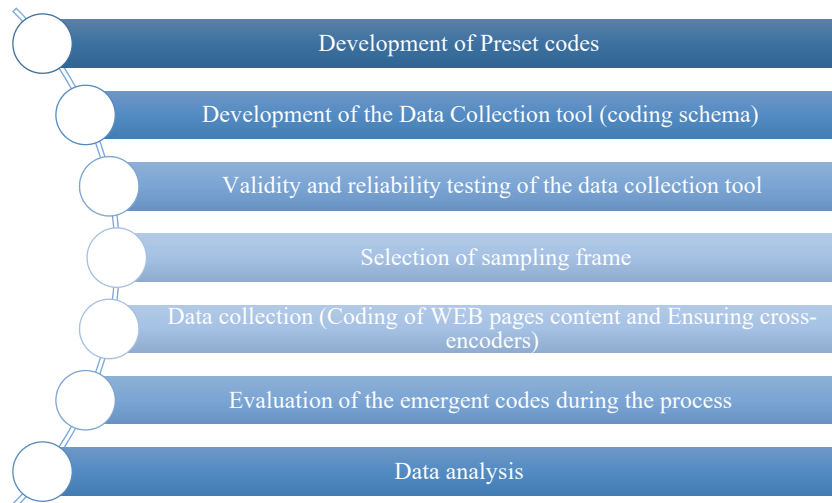 Development of Preset codes
Development of the Data Collection tool (coding schema)
Validity and reliability testing of the data collection tool
Selection of sampling frame
Data collection (Coding of WEB pages content and Ensuring cross-
encoders)
Evaluation of the emergent codes during the process
Data analysis